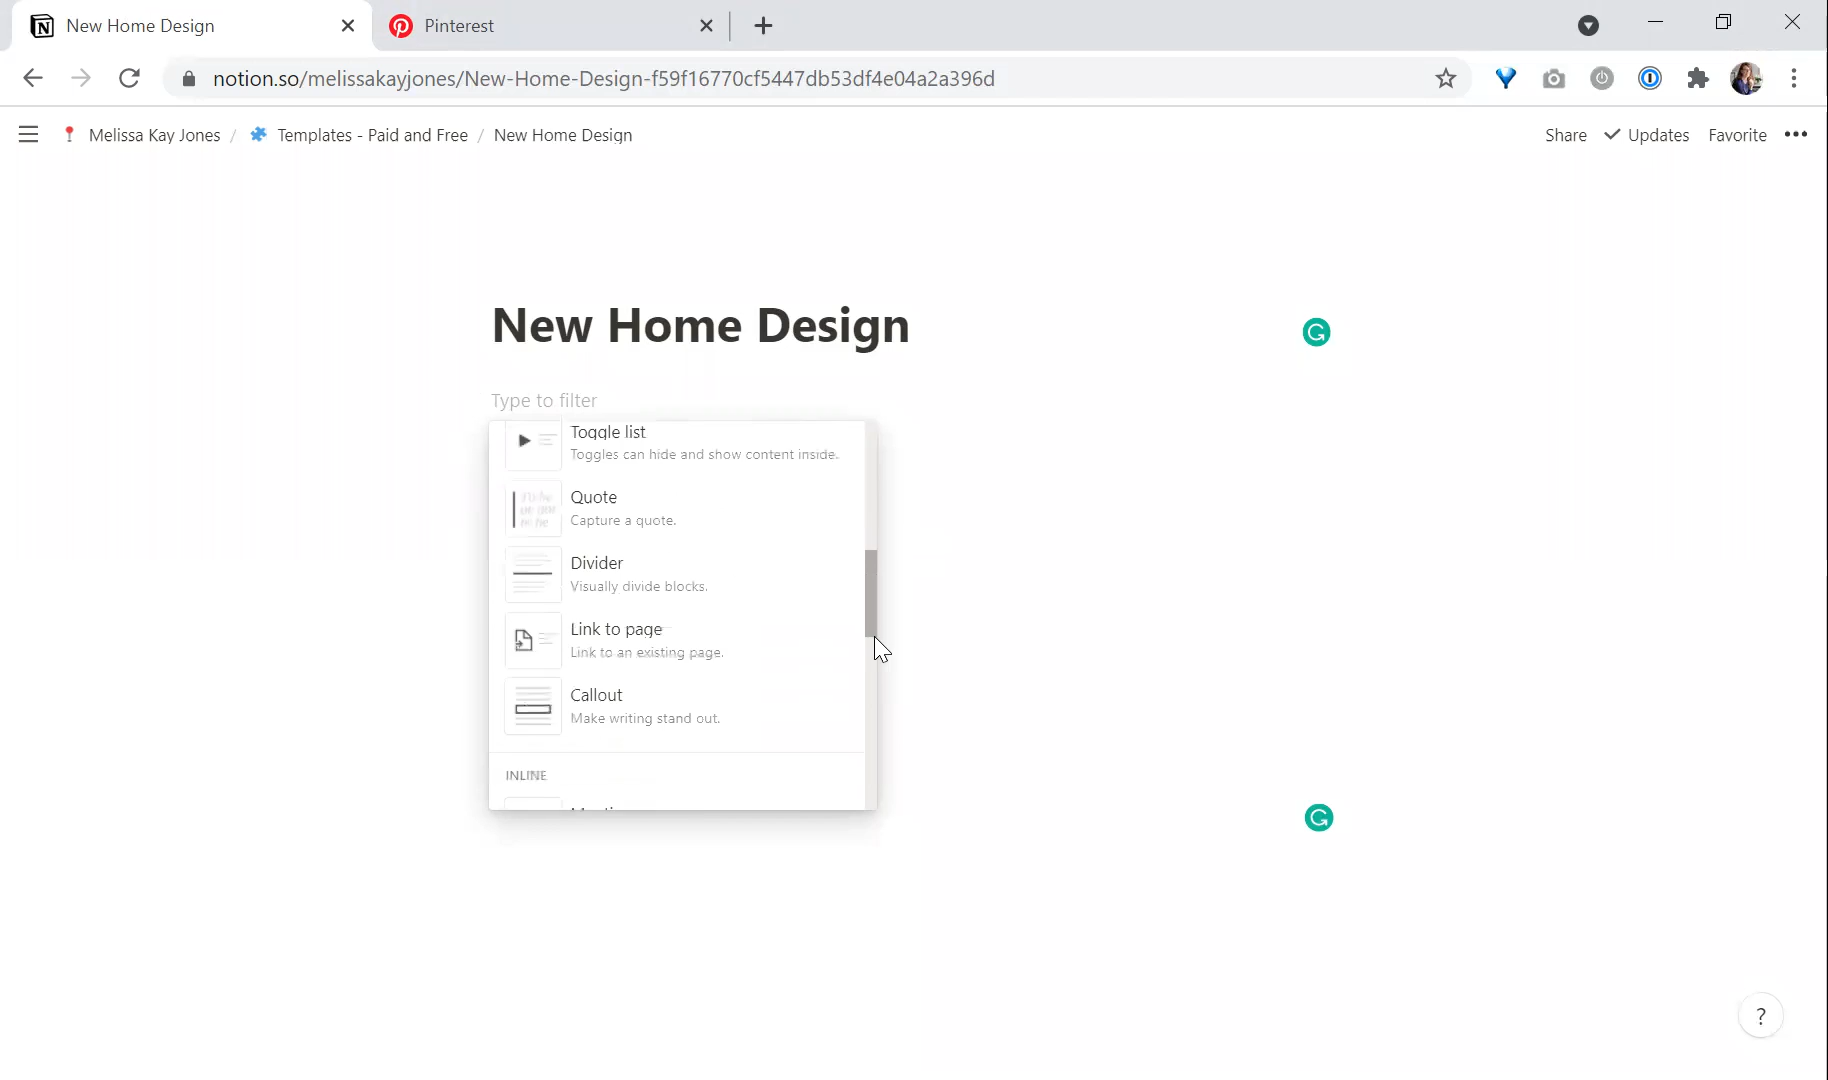 New Home Design
Pinterest
notion.so/melissakayjones/New-Home-Design-f59f16770cf5447db53df4e04a2a396d
Melissa Kay Jones / Templates - Paid and Free / New Home Design
Share Updates Favorite
New Home Design
Type to filter
Toggle list
Toggles can hide and show content inside.
Quote
Capture a quote.
Divider
Visually divide blocks.
Link to page
Link to an existing page.
Callout
Make writing stand out.
INLINE
?